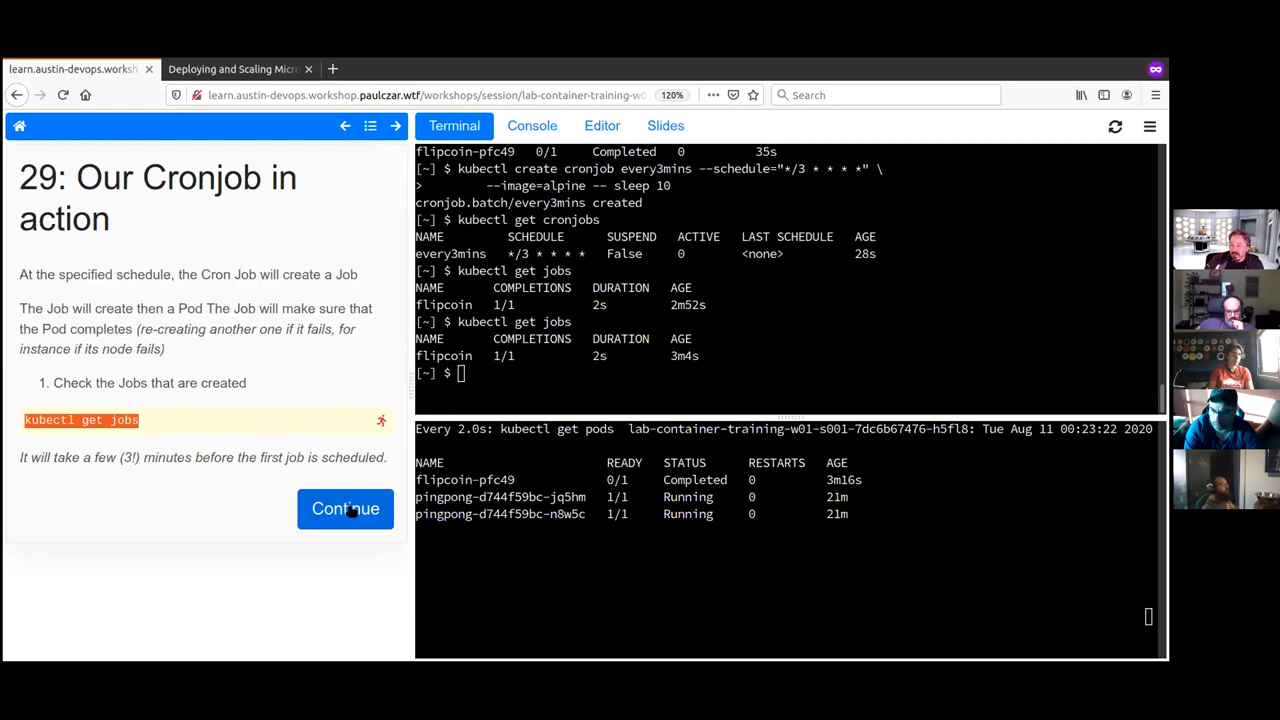 learn.austin-devops.worksh
Deploying and Scaling Micr
learn.austin-devops.workshop.paulczar.wtf/workshops/session/lab-container-training-w
120%
Search
Terminal
Console
Editor
Slides
29: Our Cronjob in
action
At the specified schedule, the Cron Job will create a Job
The Job will create then a Pod The Job will make sure that
the Pod completes (re-creating another one if it fails, for
instance if its node fails)
1. Check the Jobs that are created
kubectl get jobs
It will take a few (3!) minutes before the first job is scheduled.
Continue
flipcoin-pfc49 0/1 Completed 0 35s
[~] $ kubectl create cronjob every3mins --schedule="*/3 * * * *" \
> --image=alpine -- sleep 10
cronjob.batch/every3mins created
[~] $ kubectl get cronjobs
NAME SCHEDULE SUSPEND ACTIVE LAST SCHEDULE AGE
every3mins */3 * * * * False 0 <none> 28s
[~] $ kubectl get jobs
NAME COMPLETIONS DURATION AGE
flipcoin 1/1 2s 2m52s
[~] $ kubectl get jobs
NAME COMPLETIONS DURATION AGE
flipcoin 1/1 2s 3m4s
[~] $
Every 2.0s: kubectl get pods lab-container-training-w01-s001-7dc6b67476-h5fl8: Tue Aug 11 00:23:22 2020
NAME READY STATUS RESTARTS AGE
flipcoin-pfc49 0/1 Completed 0 3m16s
pingpong-d744f59bc-jq5hm 1/1 Running 0 21m
pingpong-d744f59bc-n8w5c 1/1 Running 0 21m